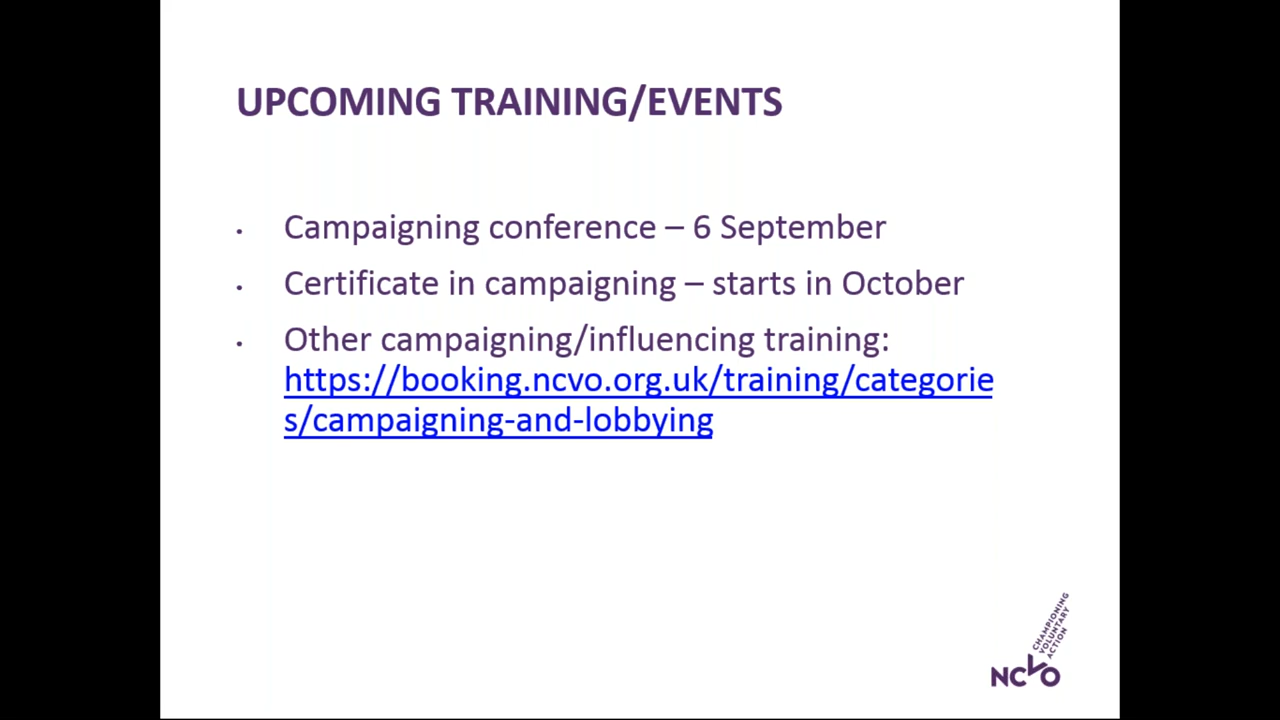 UPCOMING TRAINING/EVENTS
• Campaigning conference – 6 September
• Certificate in campaigning – starts in October
• Other campaigning/influencing training:
https://booking.ncvo.org.uk/training/categorie
s/campaigning-and-lobbying
CHAMPIONING
VOLUNTARY
ACTION
NCVO